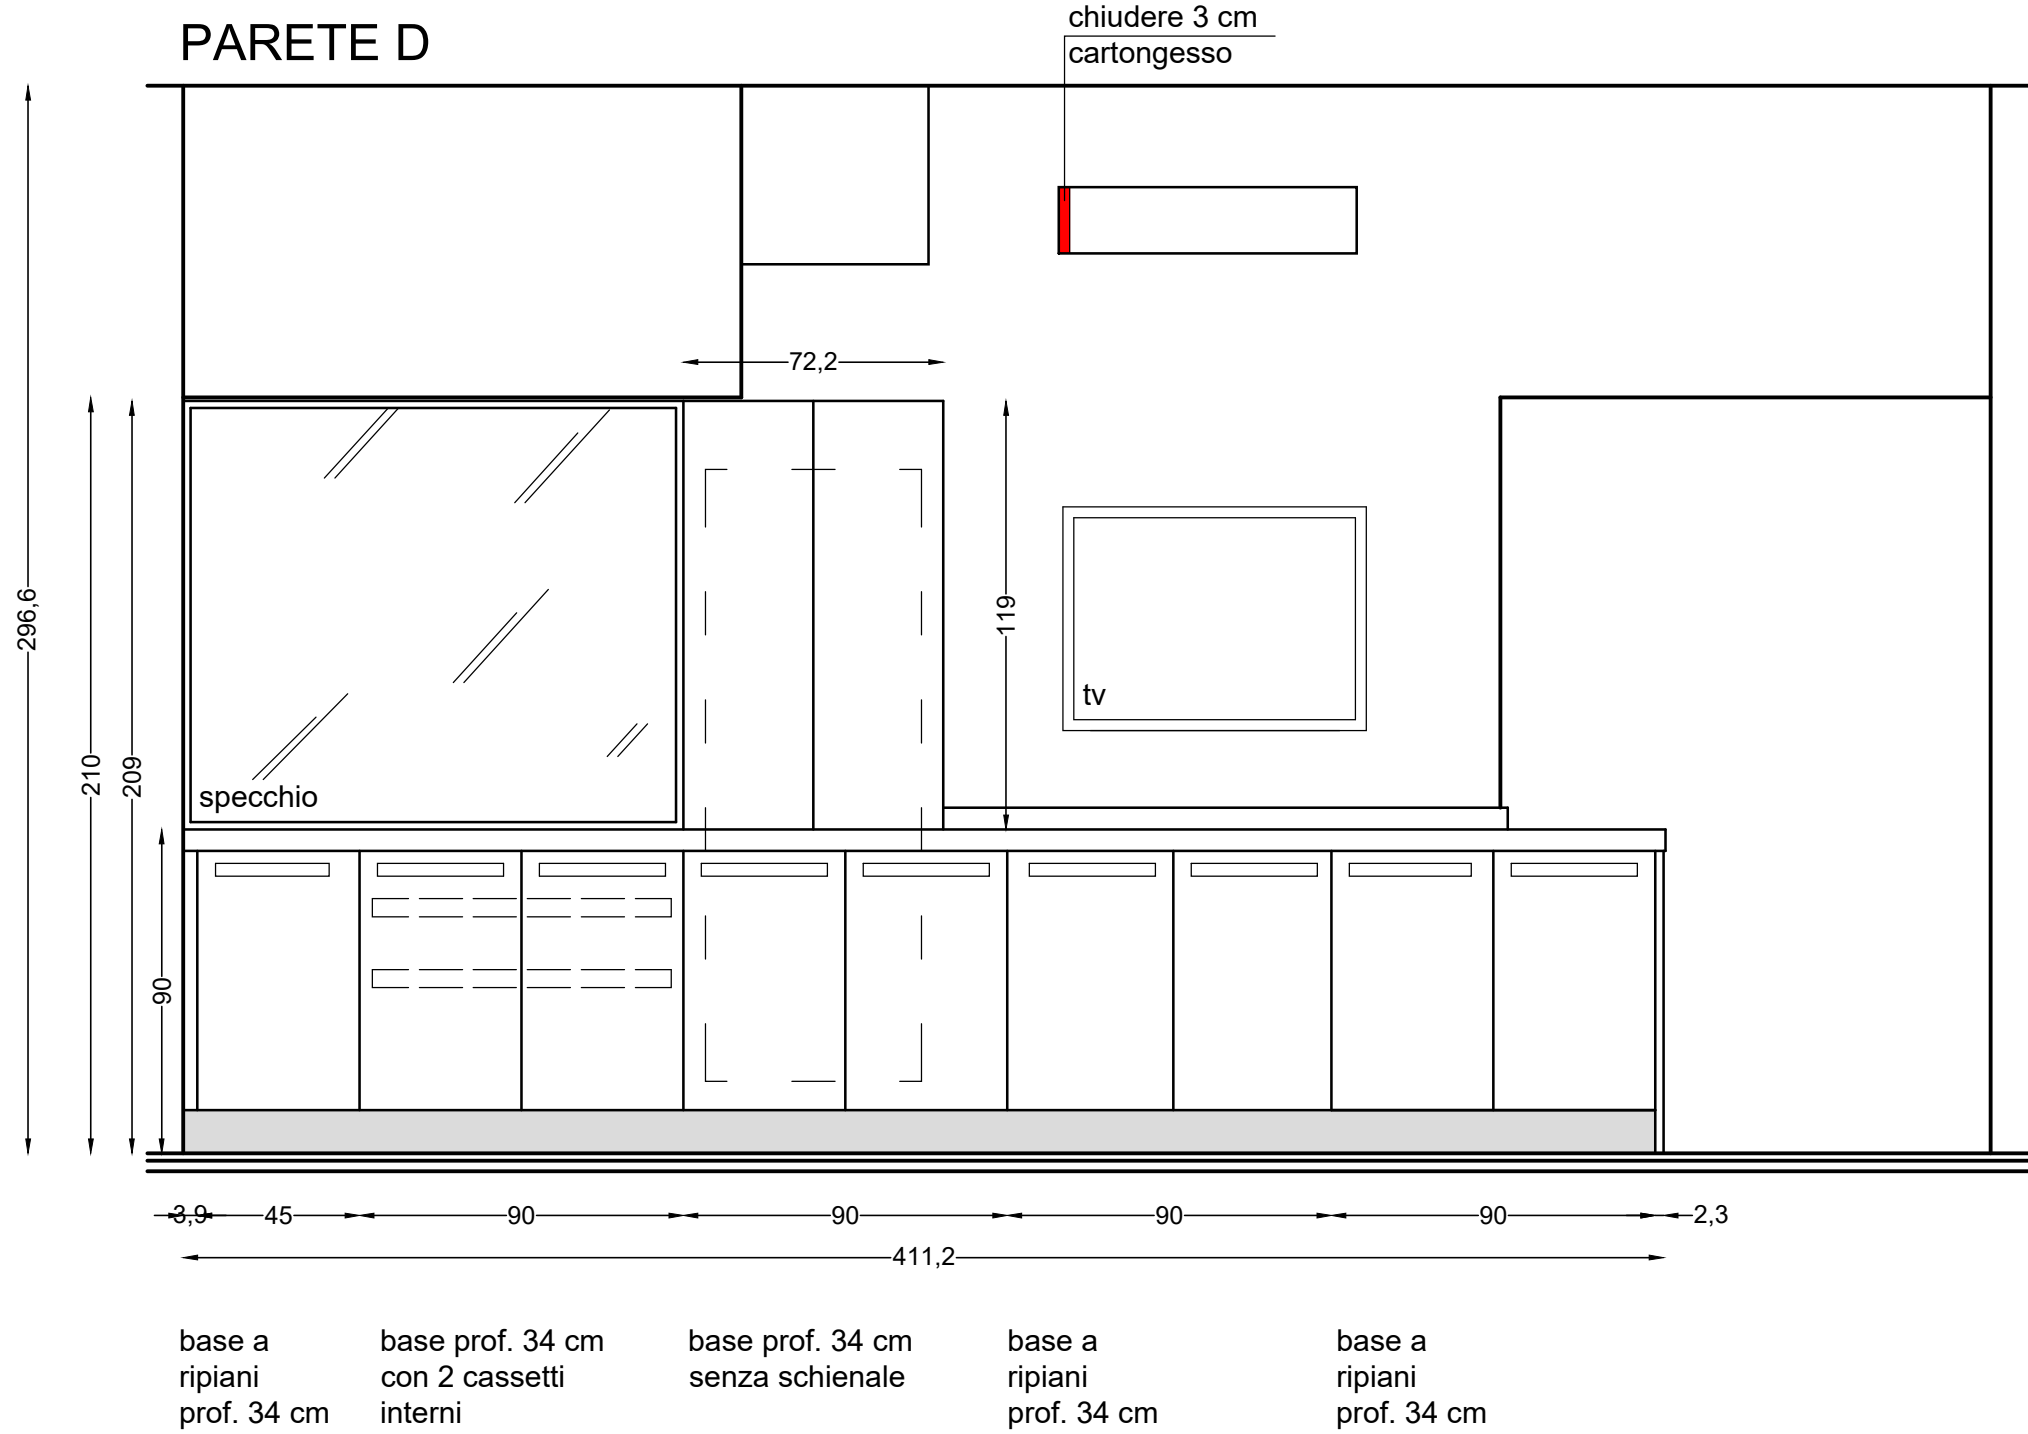 PARETE D
chiudere 3 cm
cartongesso
72,2
296,6
210
209
119
90
tv
specchio
3,9
45
90
90
90
90
2,3
411,2
base a
ripiani
prof. 34 cm
base prof. 34 cm
con 2 cassetti
interni
base prof. 34 cm
senza schienale
base a
ripiani
prof. 34 cm
base a
ripiani
prof. 34 cm